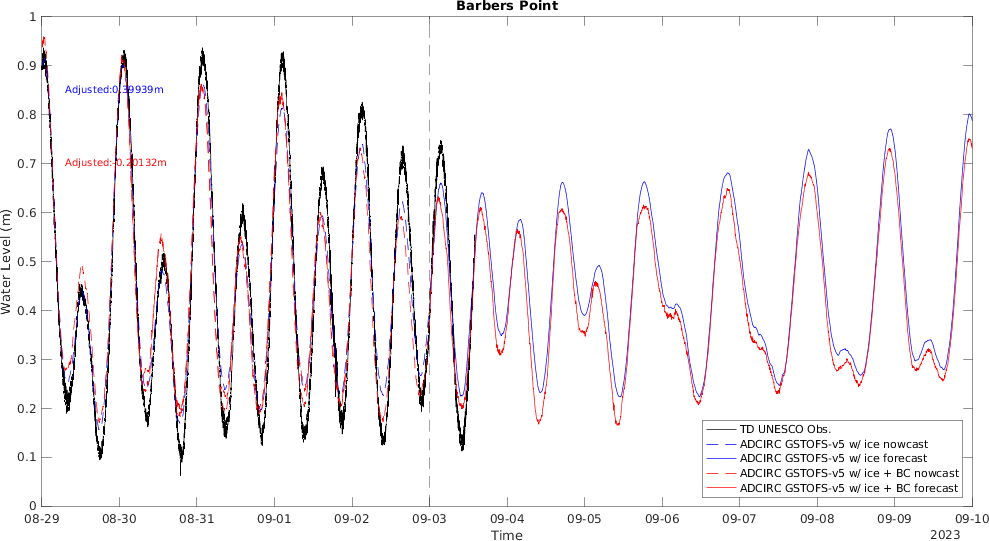 Barbers Point
1
0.9
0.8
0.7
0.6
0.5
0.4
0.3
0.2
0.1
0
Water Level (m)
Adjusted:0.39939m
Adjusted:-0.20132m
TD UNESCO Obs.
ADCIRC GSTOFS-v5 w/ ice nowcast
ADCIRC GSTOFS-v5 w/ ice forecast
ADCIRC GSTOFS-v5 w/ ice + BC nowcast
ADCIRC GSTOFS-v5 w/ ice + BC forecast
08-29 08-30 08-31 09-01 09-02 09-03 09-04 09-05 09-06 09-07 09-08 09-09 09-10
Time 2023